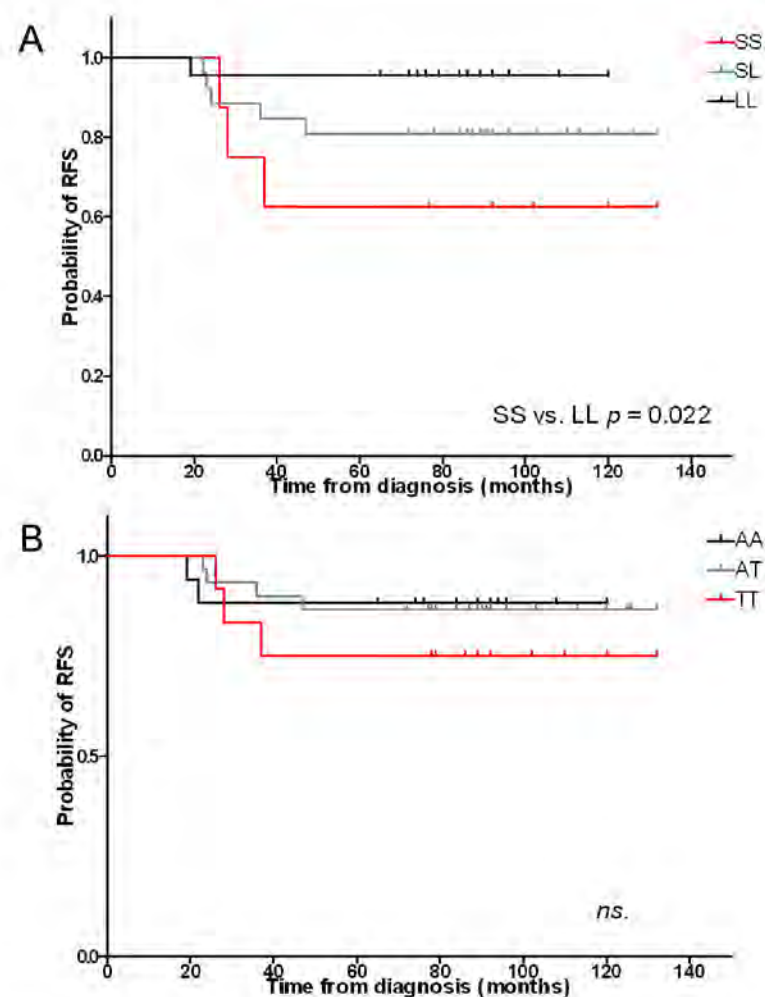 A
SS
SL
LL
1.0
0.8
0.6
0.4
0.2
0.0
Probability of RFS
SS vs. LL p = 0.022
0 20 40 60 80 100 120 140
Time from diagnosis (months)
B
AA
AT
TT
1.0
0.5
0.0
Probability of RFS
ns.
0 20 40 60 80 100 120 140
Time from diagnosis (months)